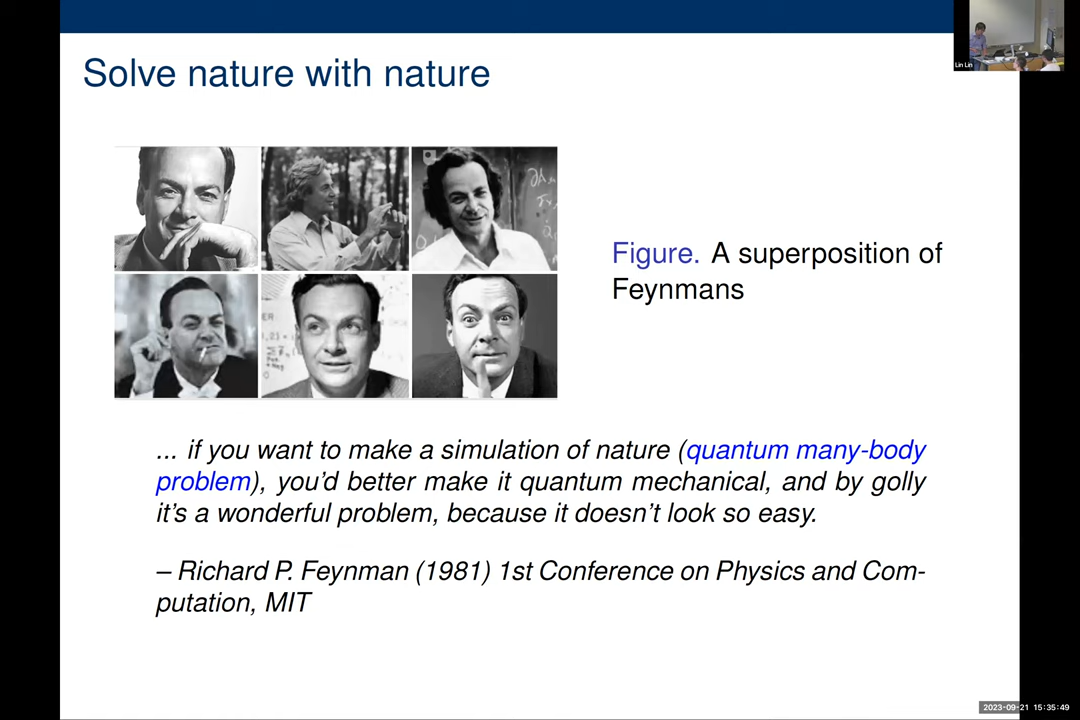 Solve nature with nature
Lin Lin
Figure. A superposition of
Feynmans
... if you want to make a simulation of nature (quantum many-body
problem), you'd better make it quantum mechanical, and by golly
it's a wonderful problem, because it doesn't look so easy.
– Richard P. Feynman (1981) 1st Conference on Physics and Com-
putation, MIT
2023-09-21 15:35:49